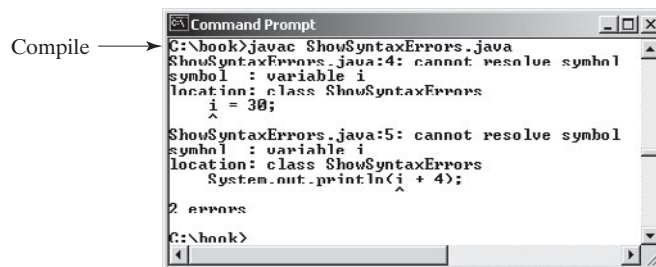 Command Prompt
Compile
C:\book>javac ShowSyntaxErrors.java
ShowSyntaxErrors.java:4: cannot resolve symbol
symbol  : variable i
location: class ShowSyntaxErrors
    i = 30;
    ^
ShowSyntaxErrors.java:5: cannot resolve symbol
symbol  : variable i
location: class ShowSyntaxErrors
    System.out.println(i + 4);
                       ^
2 errors
C:\book>